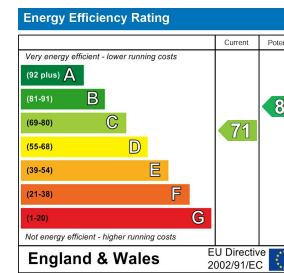 Energy Efficiency Rating
Current
Very energy efficient - lower running costs
(92 plus) A
(81-91) B
(69-80) C
(55-68) D
(39-54) E
(21-38) F
(1-20) G
71
Not energy efficient - higher running costs
England & Wales
EU Directive
2002/91/EC